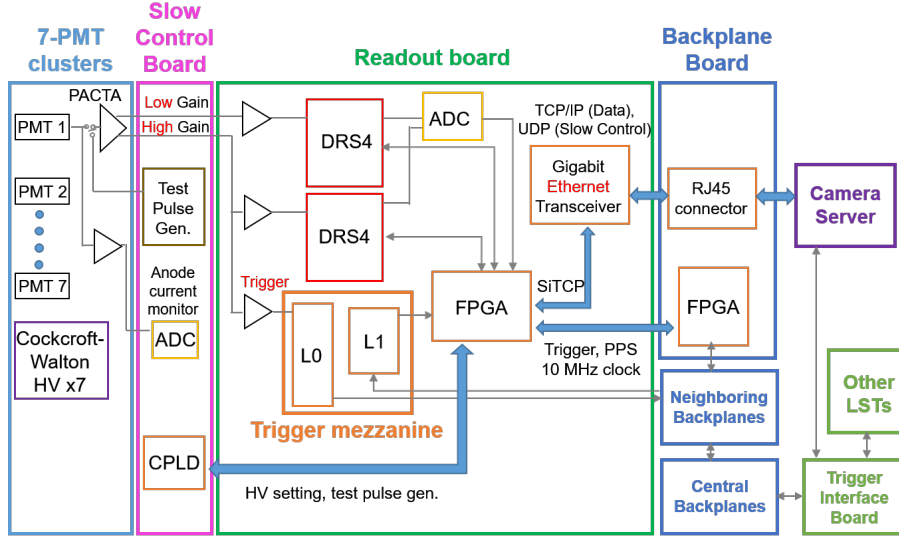 7-PMT
clusters
Slow
Control
Board
Readout board
Backplane
Board
PACTA
PMT 1
PMT 2
PMT 7
Cockcroft-
Walton
HV x7
Low Gain
High Gain
Test
Pulse
Gen.
Anode
current
monitor
ADC
CPLD
DRS4
DRS4
ADC
TCP/IP (Data),
UDP (Slow Control)
Gigabit
Ethernet
Transceiver
Trigger
L0
L1
Trigger mezzanine
FPGA
SiTCP
Trigger, PPS
10 MHz clock
HV setting, test pulse gen.
RJ45
connector
FPGA
Neighboring
Backplanes
Central
Backplanes
Camera
Server
Other
LSTs
Trigger
Interface
Board